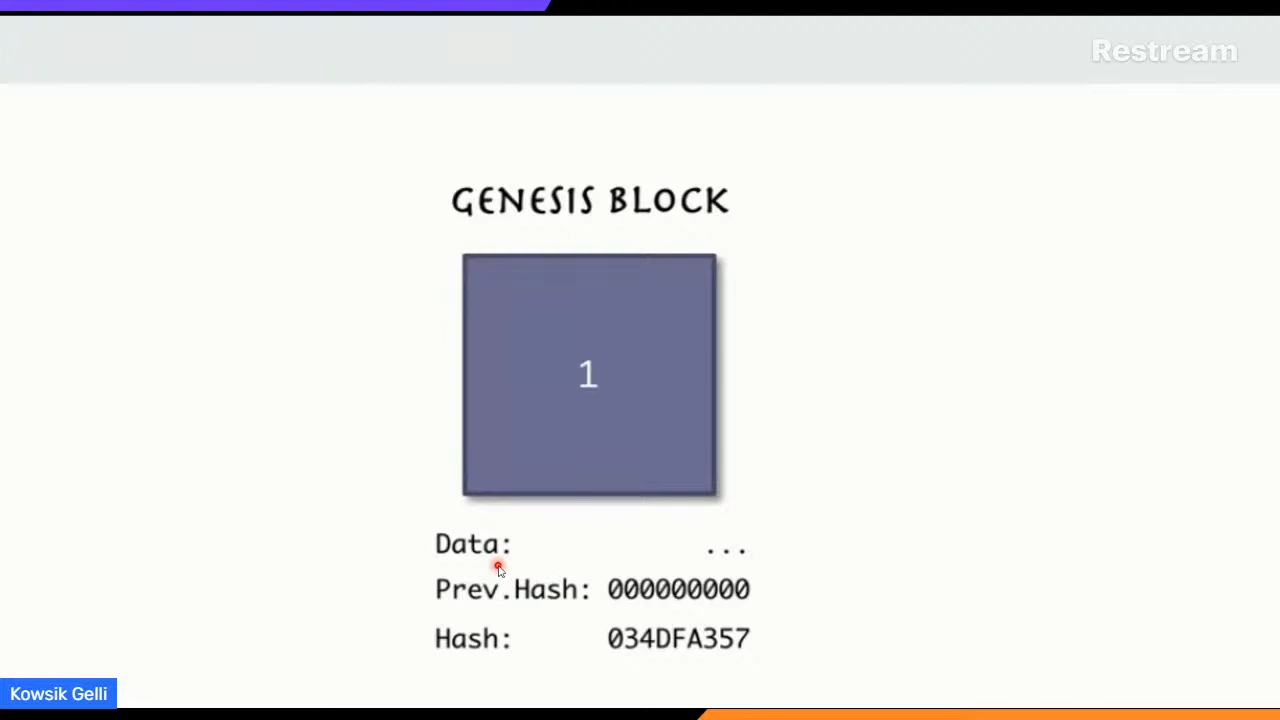 Restream
GENESIS BLOCK
1
Data: ...
Prev.Hash: 000000000
Hash: 034DFA357
Kowsik Gelli